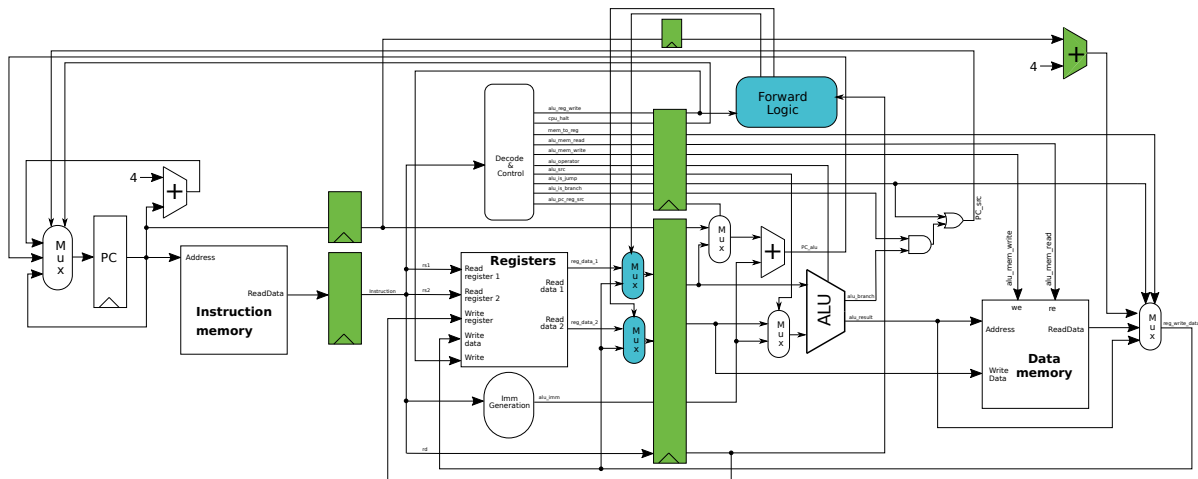 Forward
Logic
+
4
alu_reg_write
cpu_halt
mem_to_reg
alu_mem_read
alu_mem_write
alu_operator
alu_src
alu_is_jump
alu_is_branch
alu_pc_reg_src
Decode
&
Control
4
+
M
u
x
PC
Address
ReadData
Instruction
memory
instruction
rs1
rs2
rd
Registers
Read
register 1
Read
register 2
Write
register
Write
data
Write
Read
data 1
Read
data 2
reg_data_1
reg_data_2
Imm
Generation
alu_imm
M
u
x
M
u
x
M
u
x
+
PC_alu
M
u
x
ALU
alu_branch
alu_result
PC_src
alu_mem_write
alu_mem_read
we
re
Address
ReadData
Data
memory
Write
Data
M
u
x
reg_write_data